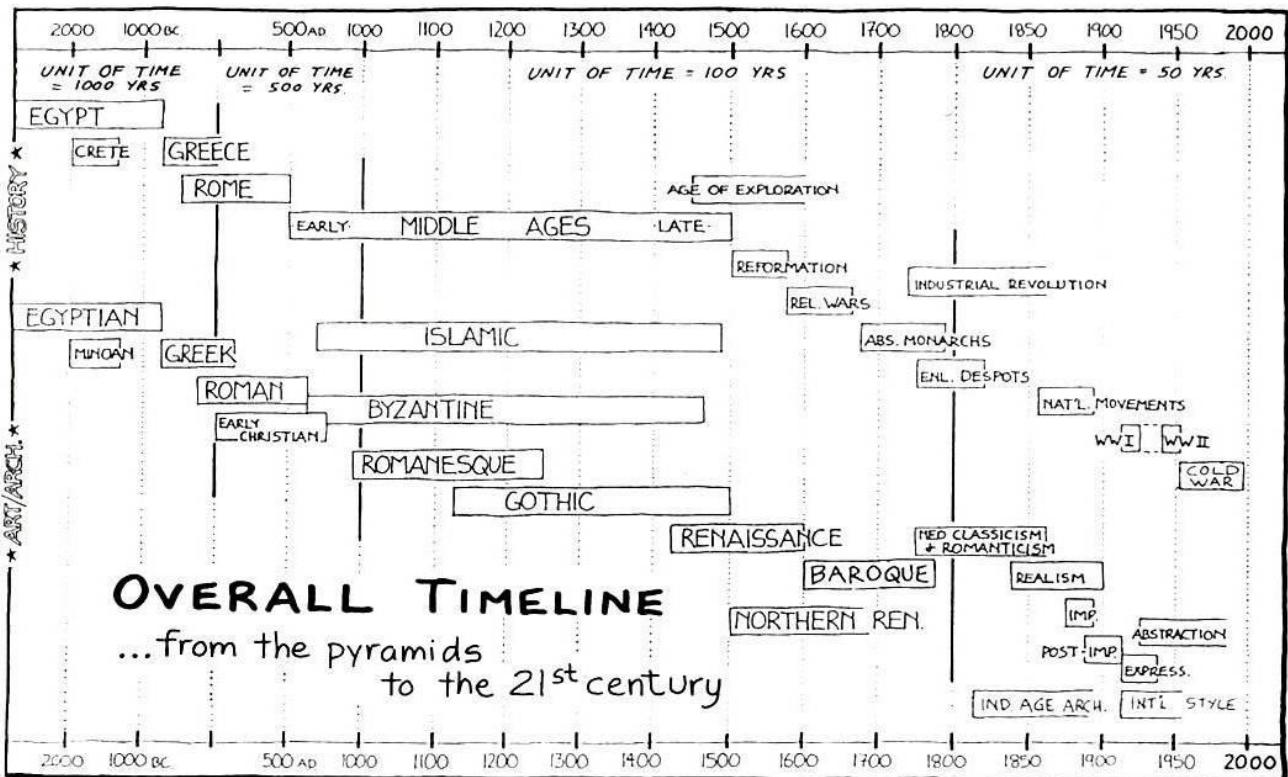 2000 1000 BC. 500 AD 1000 1100 1200 1300 1400 1500 1600 1700 1800 1850 1900 1950 2000
UNIT OF TIME
= 1000 YRS
UNIT OF TIME
= 500 YRS.
UNIT OF TIME = 100 YRS
UNIT OF TIME = 50 YRS.
★ HISTORY ★
EGYPT
CRETE
GREECE
ROME
AGE OF EXPLORATION
EARLY MIDDLE AGES LATE
REFORMATION
INDUSTRIAL REVOLUTION
REL. WARS
ABS. MONARCHS
ENL. DESPOTS
NAT'L. MOVEMENTS
WW I
WW II
COLD
WAR
★ ART/ARCH. ★
EGYPTIAN
MINOAN
GREEK
ISLAMIC
ROMAN
BYZANTINE
EARLY
CHRISTIAN
ROMANESQUE
GOTHIC
RENAISSANCE
NEO CLASSICISM
+ ROMANTICISM
BAROQUE
REALISM
NORTHERN REN.
IMP.
ABSTRACTION
POST-IMP.
EXPRESS.
IND. AGE ARCH.
INT'L STYLE
OVERALL TIMELINE
...from the pyramids
to the 21st century
2000 1000 BC. 500 AD 1000 1100 1200 1300 1400 1500 1600 1700 1800 1850 1900 1950 2000